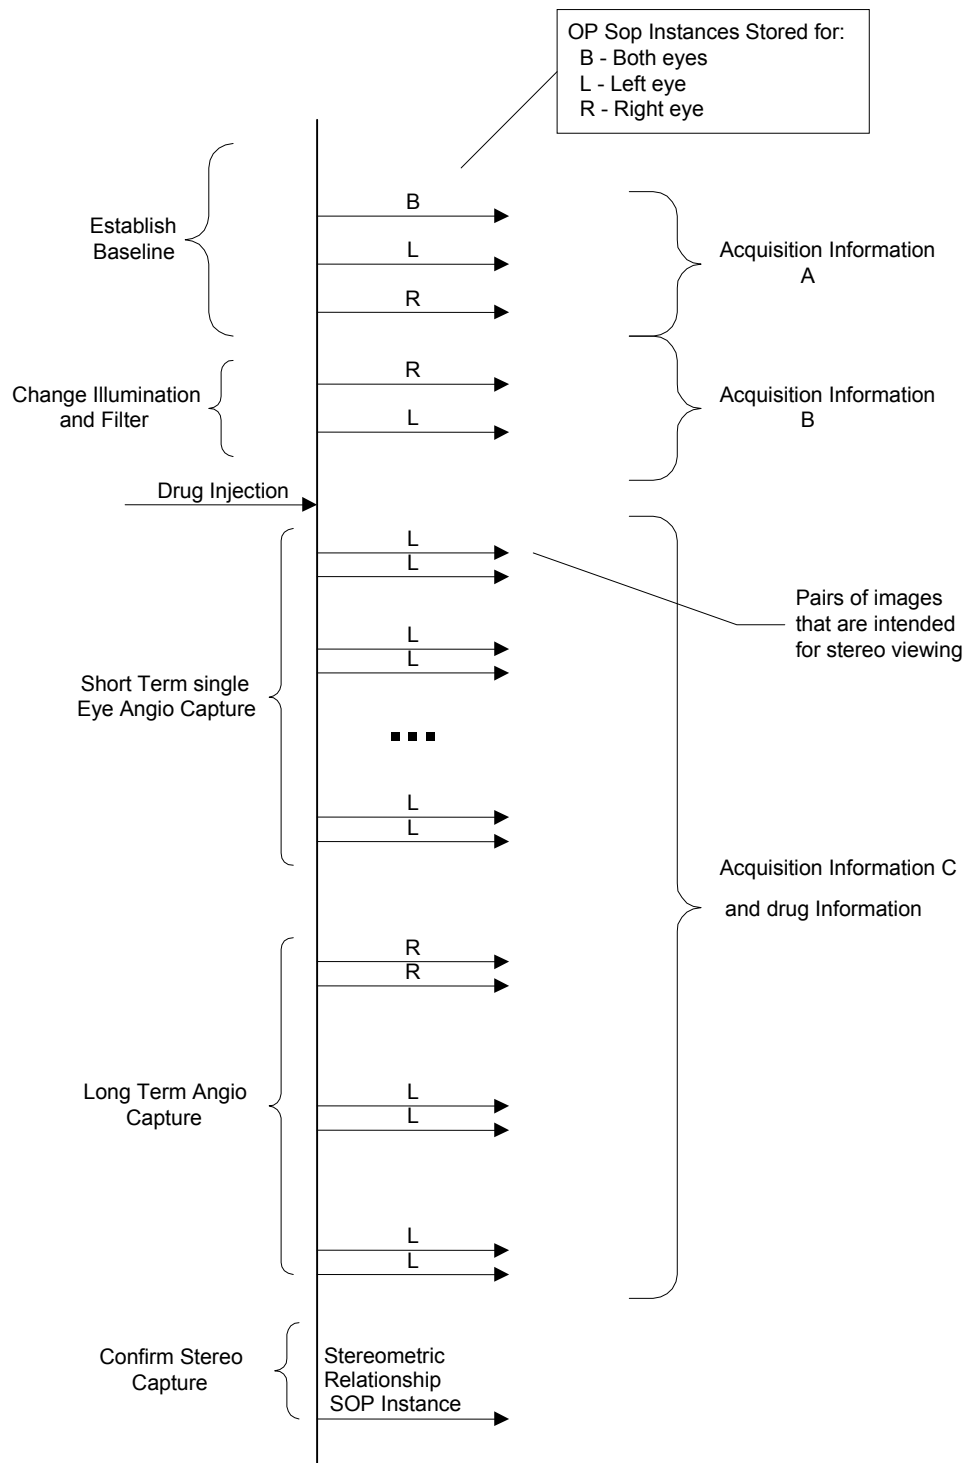 OP Sop Instances Stored for:
B - Both eyes
L - Left eye
R - Right eye
Establish
Baseline
B
L
R
Acquisition Information
A
Change Illumination
and Filter
R
L
Acquisition Information
B
Drug Injection
L
L
Pairs of images
that are intended
for stereo viewing
L
L
Short Term single
Eye Angio Capture
L
L
Acquisition Information C
and drug Information
R
R
Long Term Angio
Capture
L
L
L
L
Confirm Stereo
Capture
Stereometric
Relationship
SOP Instance